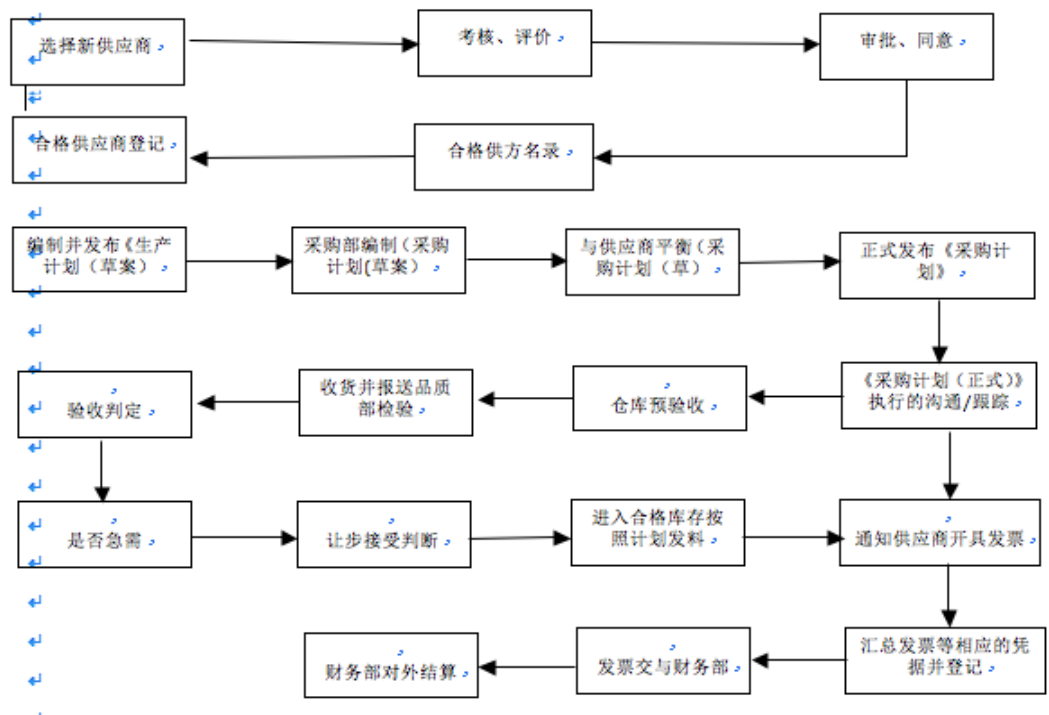 选择新供应商
考核、评价
审批、同意
合格供应商登记
合格供方名录
编制并发布《生产
计划（草案）
采购部编制（采购
计划(草案）
与供应商平衡（采
购计划（草）
正式发布《采购计
划》
验收判定
收货并报送品质
部检验
仓库预验收
《采购计划（正式）》
执行的沟通/跟踪
是否急需
让步接受判断
进入合格库存按
照计划发料
通知供应商开具发票
财务部对外结算
发票交与财务部
汇总发票等相应的凭
据并登记